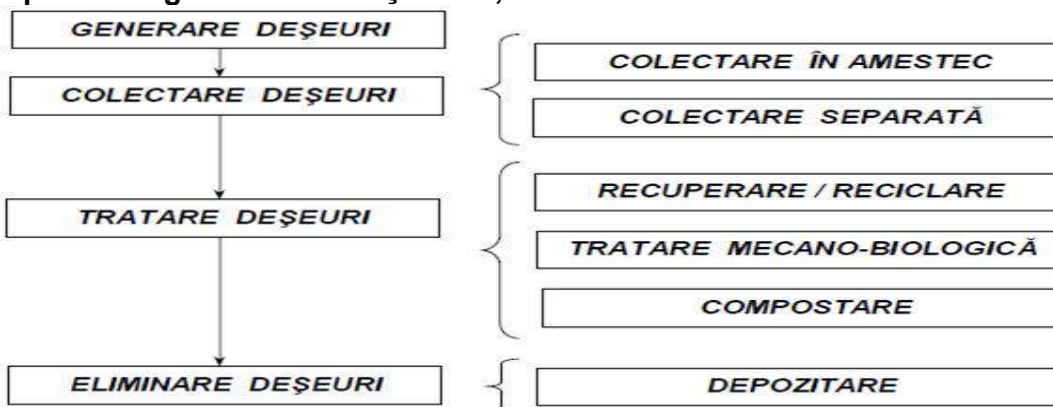 GENERARE DEŞEURI
COLECTARE DEŞEURI
COLECTARE ÎN AMESTEC
COLECTARE SEPARATĂ
TRATARE DEŞEURI
RECUPERARE / RECICLARE
TRATARE MECANO-BIOLOGICĂ
COMPOSTARE
ELIMINARE DEŞEURI
DEPOZITARE